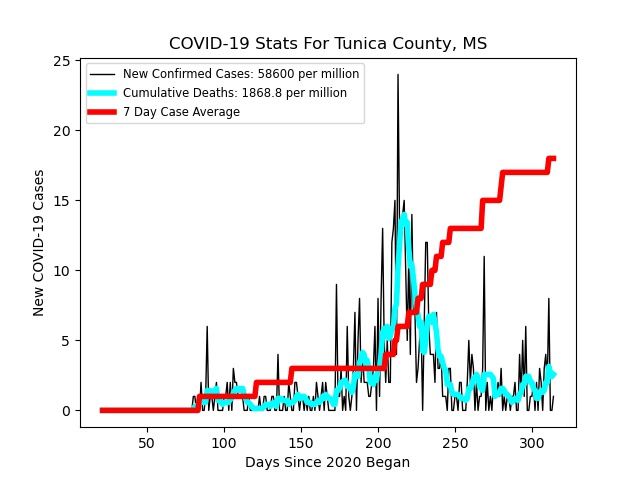 COVID-19 Stats For Tunica County, MS
New Confirmed Cases: 58600 per million
Cumulative Deaths: 1868.8 per million
7 Day Case Average
New COVID-19 Cases
25
20
15
10
5
0
50 100 150 200 250 300
Days Since 2020 Began